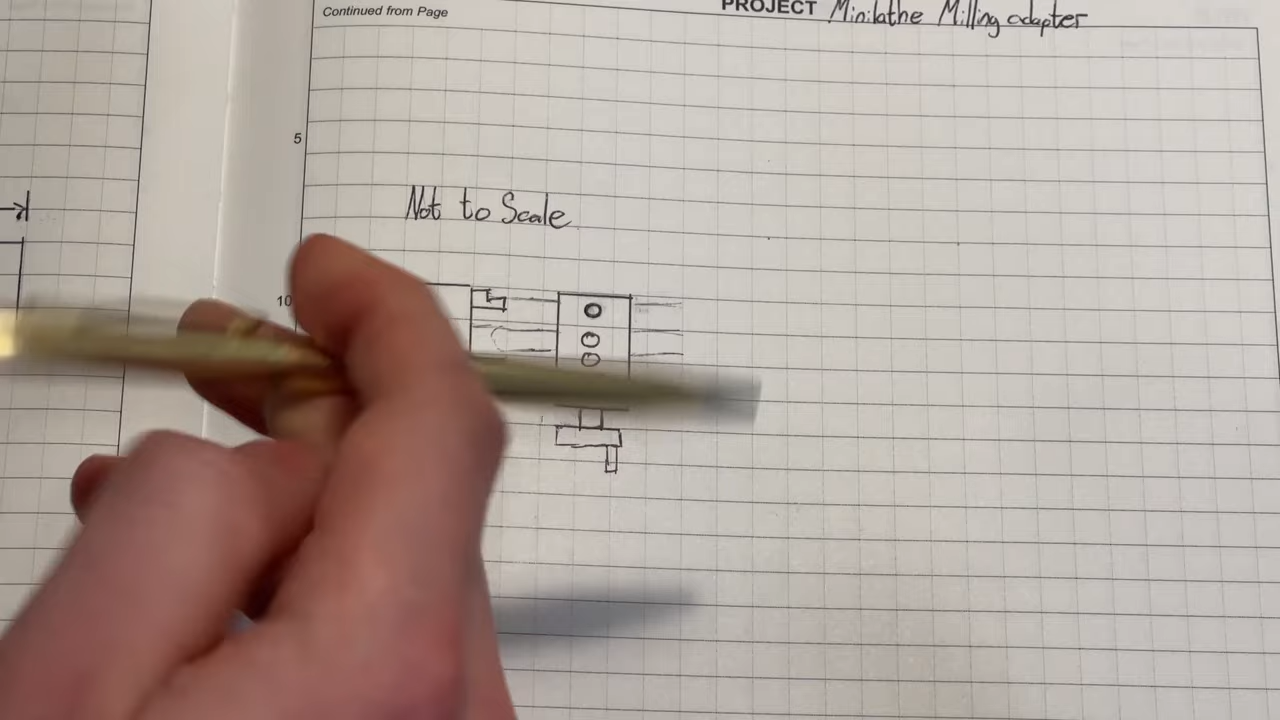 Continued from Page
PROJECT Minilathe Milling adapter
5
Not to Scale
10